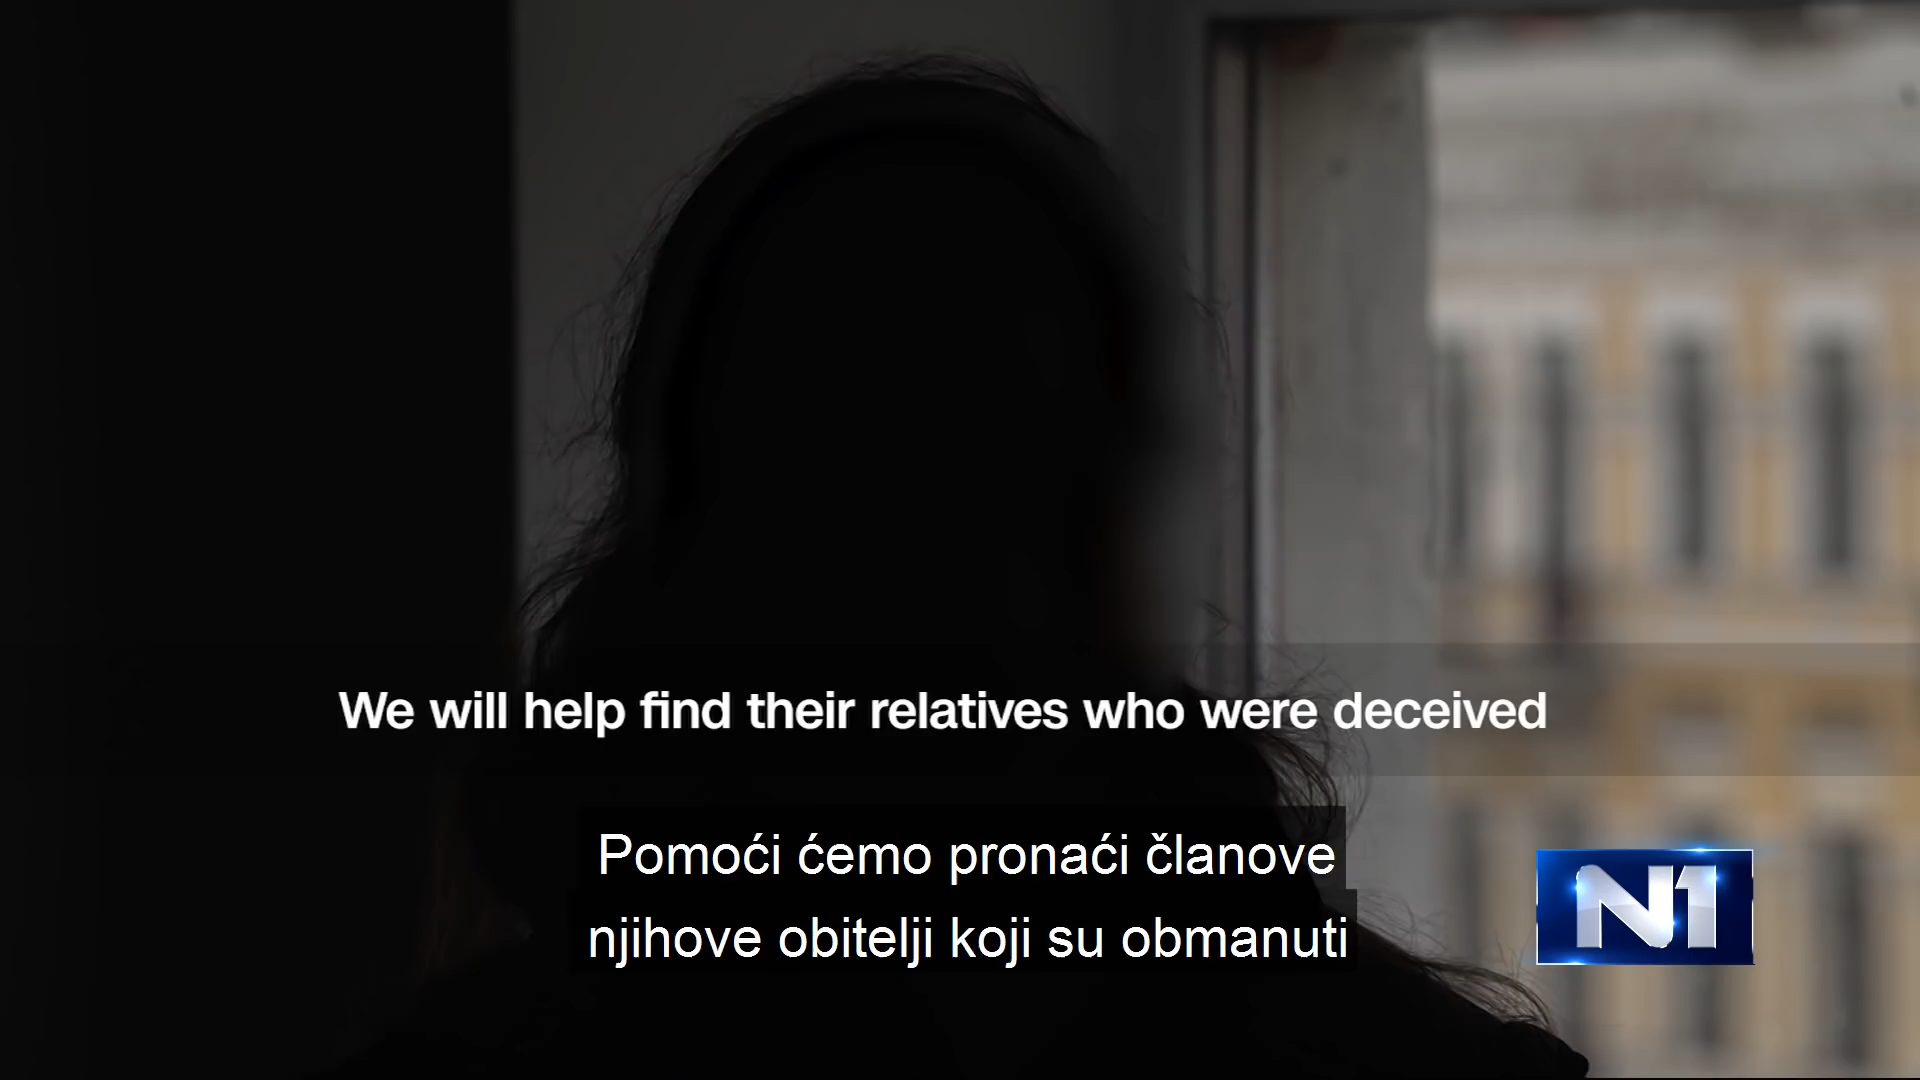 We will help find their relatives who were deceived
Pomoći ćemo pronaći članove
njihove obitelji koji su obmanuti
N1